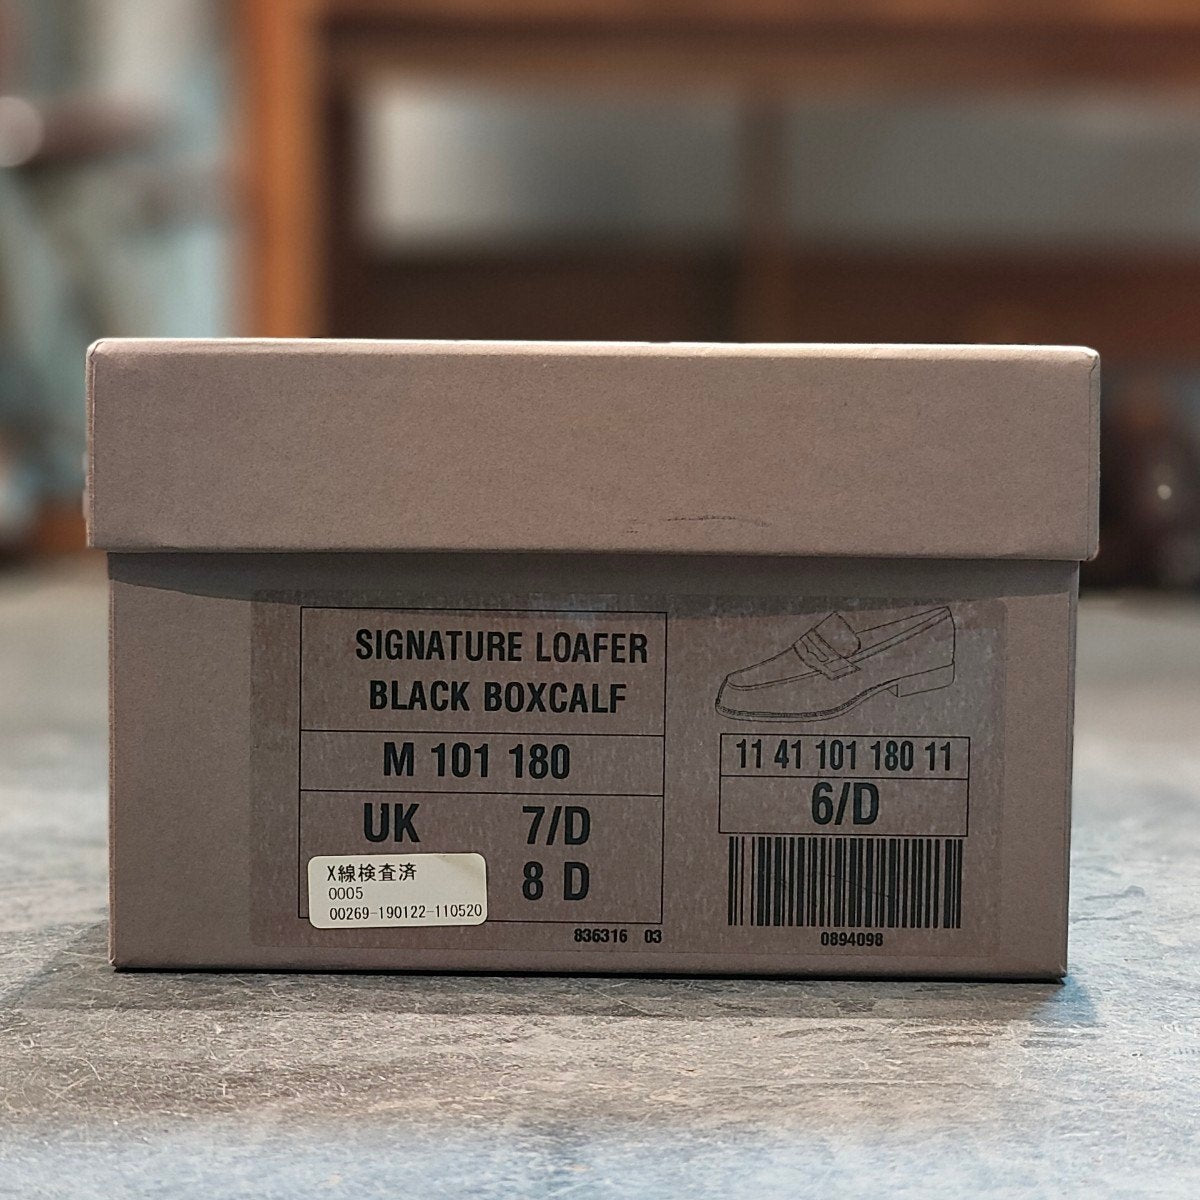 SIGNATURE LOAFER
BLACK BOXCALF
M 101 180
UK 7/D
8 D
X線検査済
0005
00269-190122-110520
836316 03
11 41 101 180 11
6/D
0894098